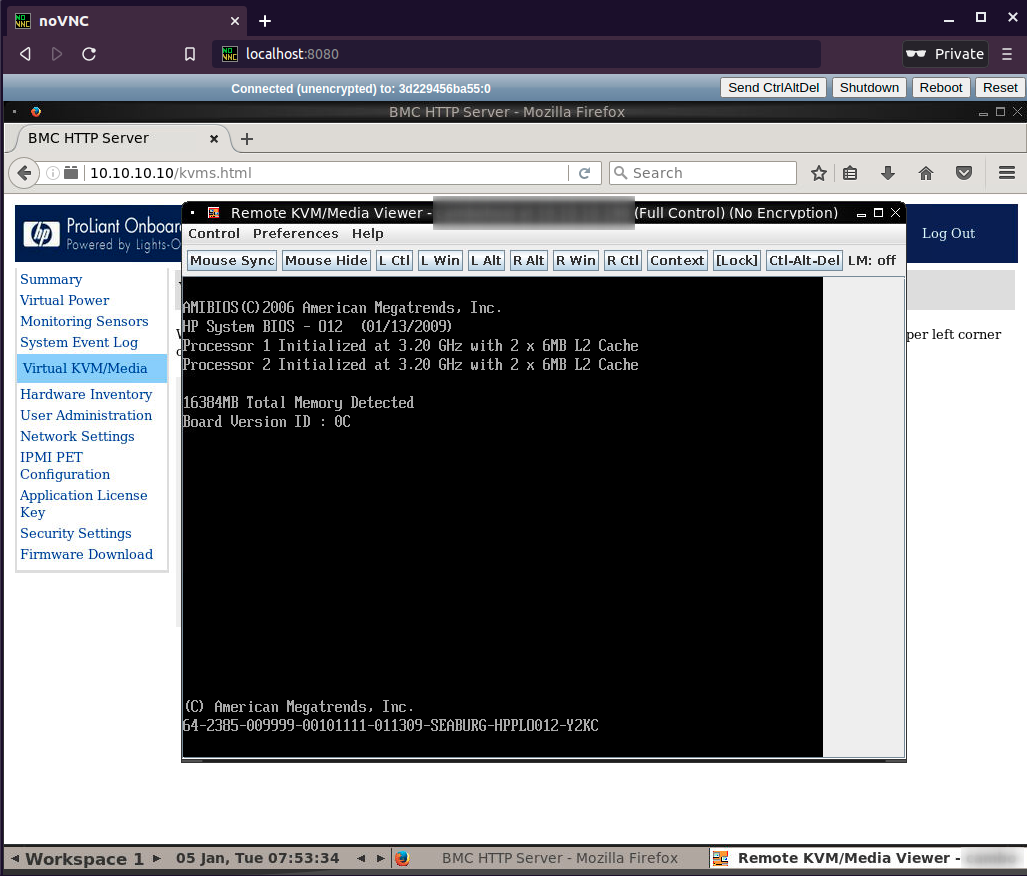 noVNC
localhost:8080
Private
Connected (unencrypted) to: 3d229456ba55:0
Send CtrlAltDel Shutdown Reboot Reset
BMC HTTP Server - Mozilla Firefox
BMC HTTP Server
10.10.10.10/kvms.html
Search
hp
ProLiant Onboar
Powered by Lights-O
Log Out
Remote KVM/Media Viewer - (Full Control) (No Encryption)
Control Preferences Help
Mouse Sync Mouse Hide L Ctl L Win L Alt R Alt R Win R Ctl Context [Lock] Ctl-Alt-Del LM: off
Summary
Virtual Power
Monitoring Sensors
System Event Log
Virtual KVM/Media
Hardware Inventory
User Administration
Network Settings
IPMI PET
Configuration
Application License
Key
Security Settings
Firmware Download
per left corner
AMIBIOS(C)2006 American Megatrends, Inc.
HP System BIOS - O12 (01/13/2009)
Processor 1 Initialized at 3.20 GHz with 2 x 6MB L2 Cache
Processor 2 Initialized at 3.20 GHz with 2 x 6MB L2 Cache
16384MB Total Memory Detected
Board Version ID : 0C
(C) American Megatrends, Inc.
64-2385-009999-00101111-011309-SEABURG-HPPLO012-Y2KC
Workspace 1 05 Jan, Tue 07:53:34 BMC HTTP Server - Mozilla Firefox Remote KVM/Media Viewer -